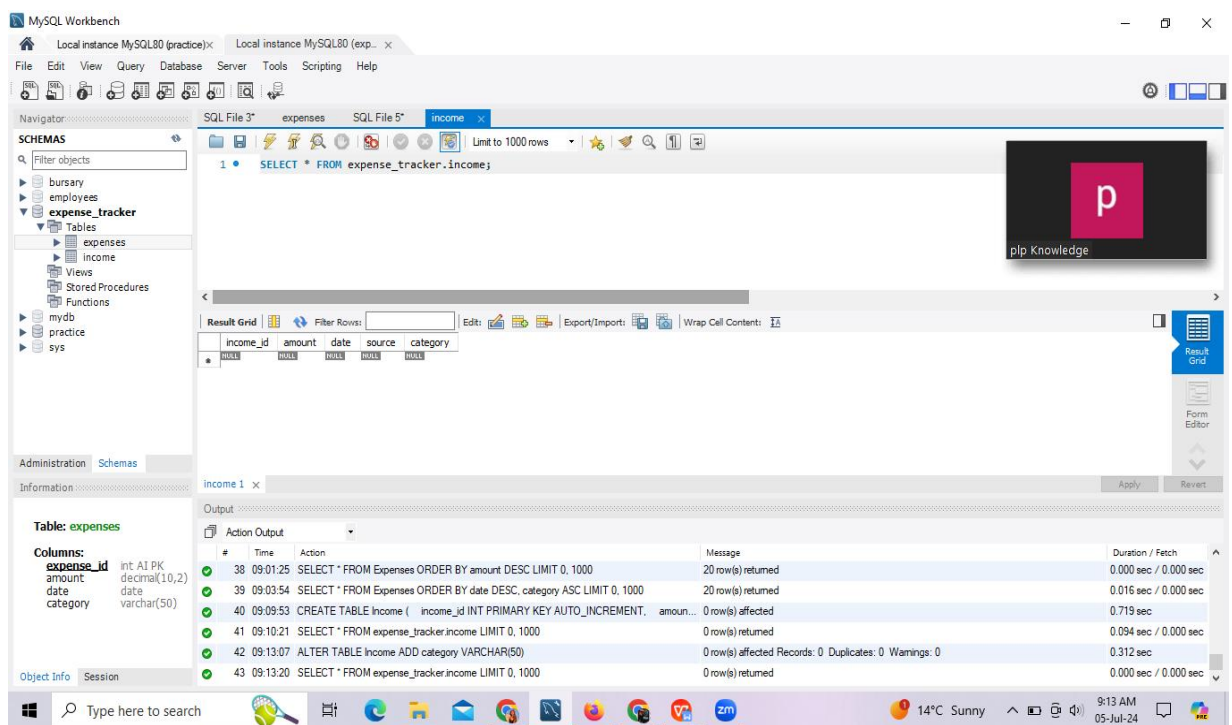 MySQL Workbench
Local instance MySQL80 (practice) Local instance MySQL80 (exp...
File Edit View Query Database Server Tools Scripting Help
Navigator
SCHEMAS
Filter objects
bursary
employees
expense_tracker
Tables
expenses
income
Views
Stored Procedures
Functions
mydb
practice
sys
Administration Schemas
Information
Table: expenses
Columns:
expense_id int AI PK
amount decimal(10,2)
date date
category varchar(50)
Object Info Session
SQL File 3* expenses SQL File 5* income
Limit to 1000 rows
1 SELECT * FROM expense_tracker.income;
p
plp Knowledge
Result Grid Filter Rows: Edit: Export/Import: Wrap Cell Content:
income_id amount date source category
NULL NULL NULL NULL NULL
Result Grid
Form Editor
income 1 Apply Revert
Output
Action Output
# Time Action Message Duration / Fetch
38 09:01:25 SELECT * FROM Expenses ORDER BY amount DESC LIMIT 0, 1000 20 row(s) returned 0.000 sec / 0.000 sec
39 09:03:54 SELECT * FROM Expenses ORDER BY date DESC, category ASC LIMIT 0, 1000 20 row(s) returned 0.016 sec / 0.000 sec
40 09:09:53 CREATE TABLE Income ( income_id INT PRIMARY KEY AUTO_INCREMENT, amoun... 0 row(s) affected 0.719 sec
41 09:10:21 SELECT * FROM expense_tracker.income LIMIT 0, 1000 0 row(s) returned 0.094 sec / 0.000 sec
42 09:13:07 ALTER TABLE Income ADD category VARCHAR(50) 0 row(s) affected Records: 0 Duplicates: 0 Warnings: 0 0.312 sec
43 09:13:20 SELECT * FROM expense_tracker.income LIMIT 0, 1000 0 row(s) returned 0.000 sec / 0.000 sec
Type here to search zm 14°C Sunny 9:13 AM
05-Jul-24